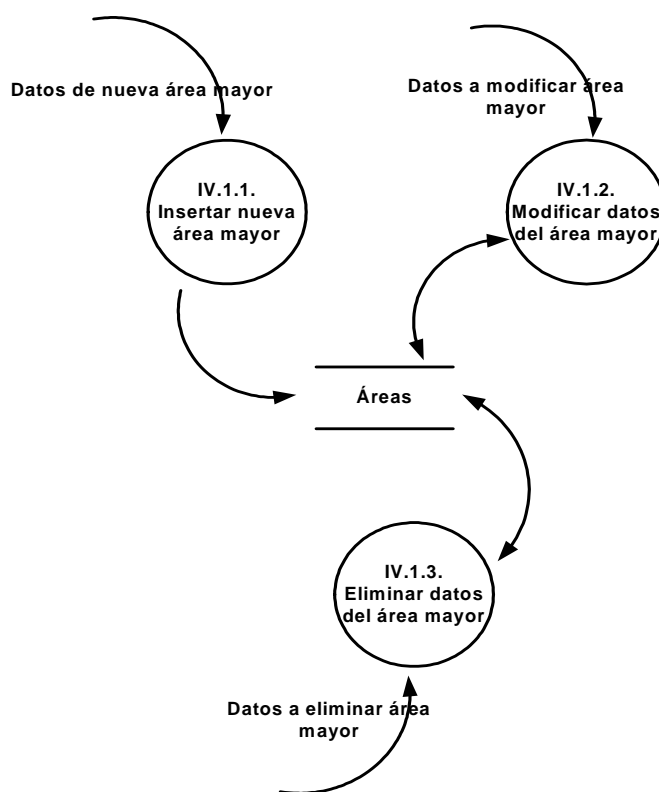 Datos de nueva área mayor
Datos a modificar área
mayor
IV.1.1.
Insertar nueva
área mayor
IV.1.2.
Modificar datos
del área mayor
Áreas
IV.1.3.
Eliminar datos
del área mayor
Datos a eliminar área
mayor